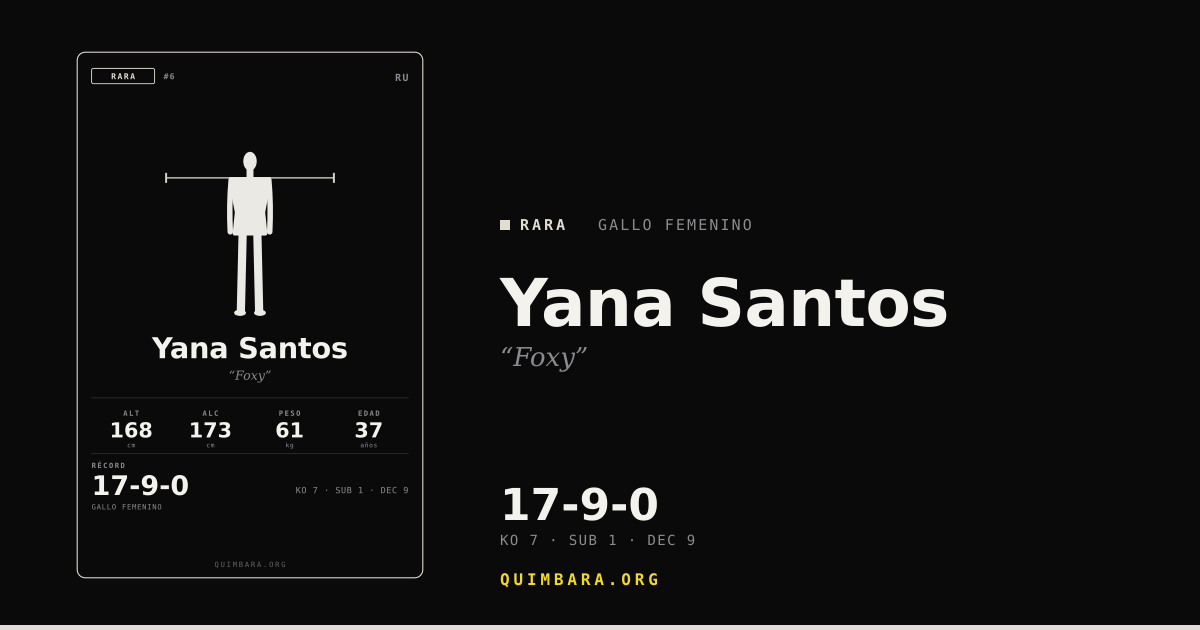 RARA #6 RU
Yana Santos
“Foxy”
ALT ALC PESO EDAD
168 173 61 37
cm cm kg años
RÉCORD
17-9-0 KO 7 · SUB 1 · DEC 9
GALLO FEMENINO
QUIMBARA.ORG
RARA GALLO FEMENINO
Yana Santos
“Foxy”
17-9-0
KO 7 · SUB 1 · DEC 9
QUIMBARA.ORG